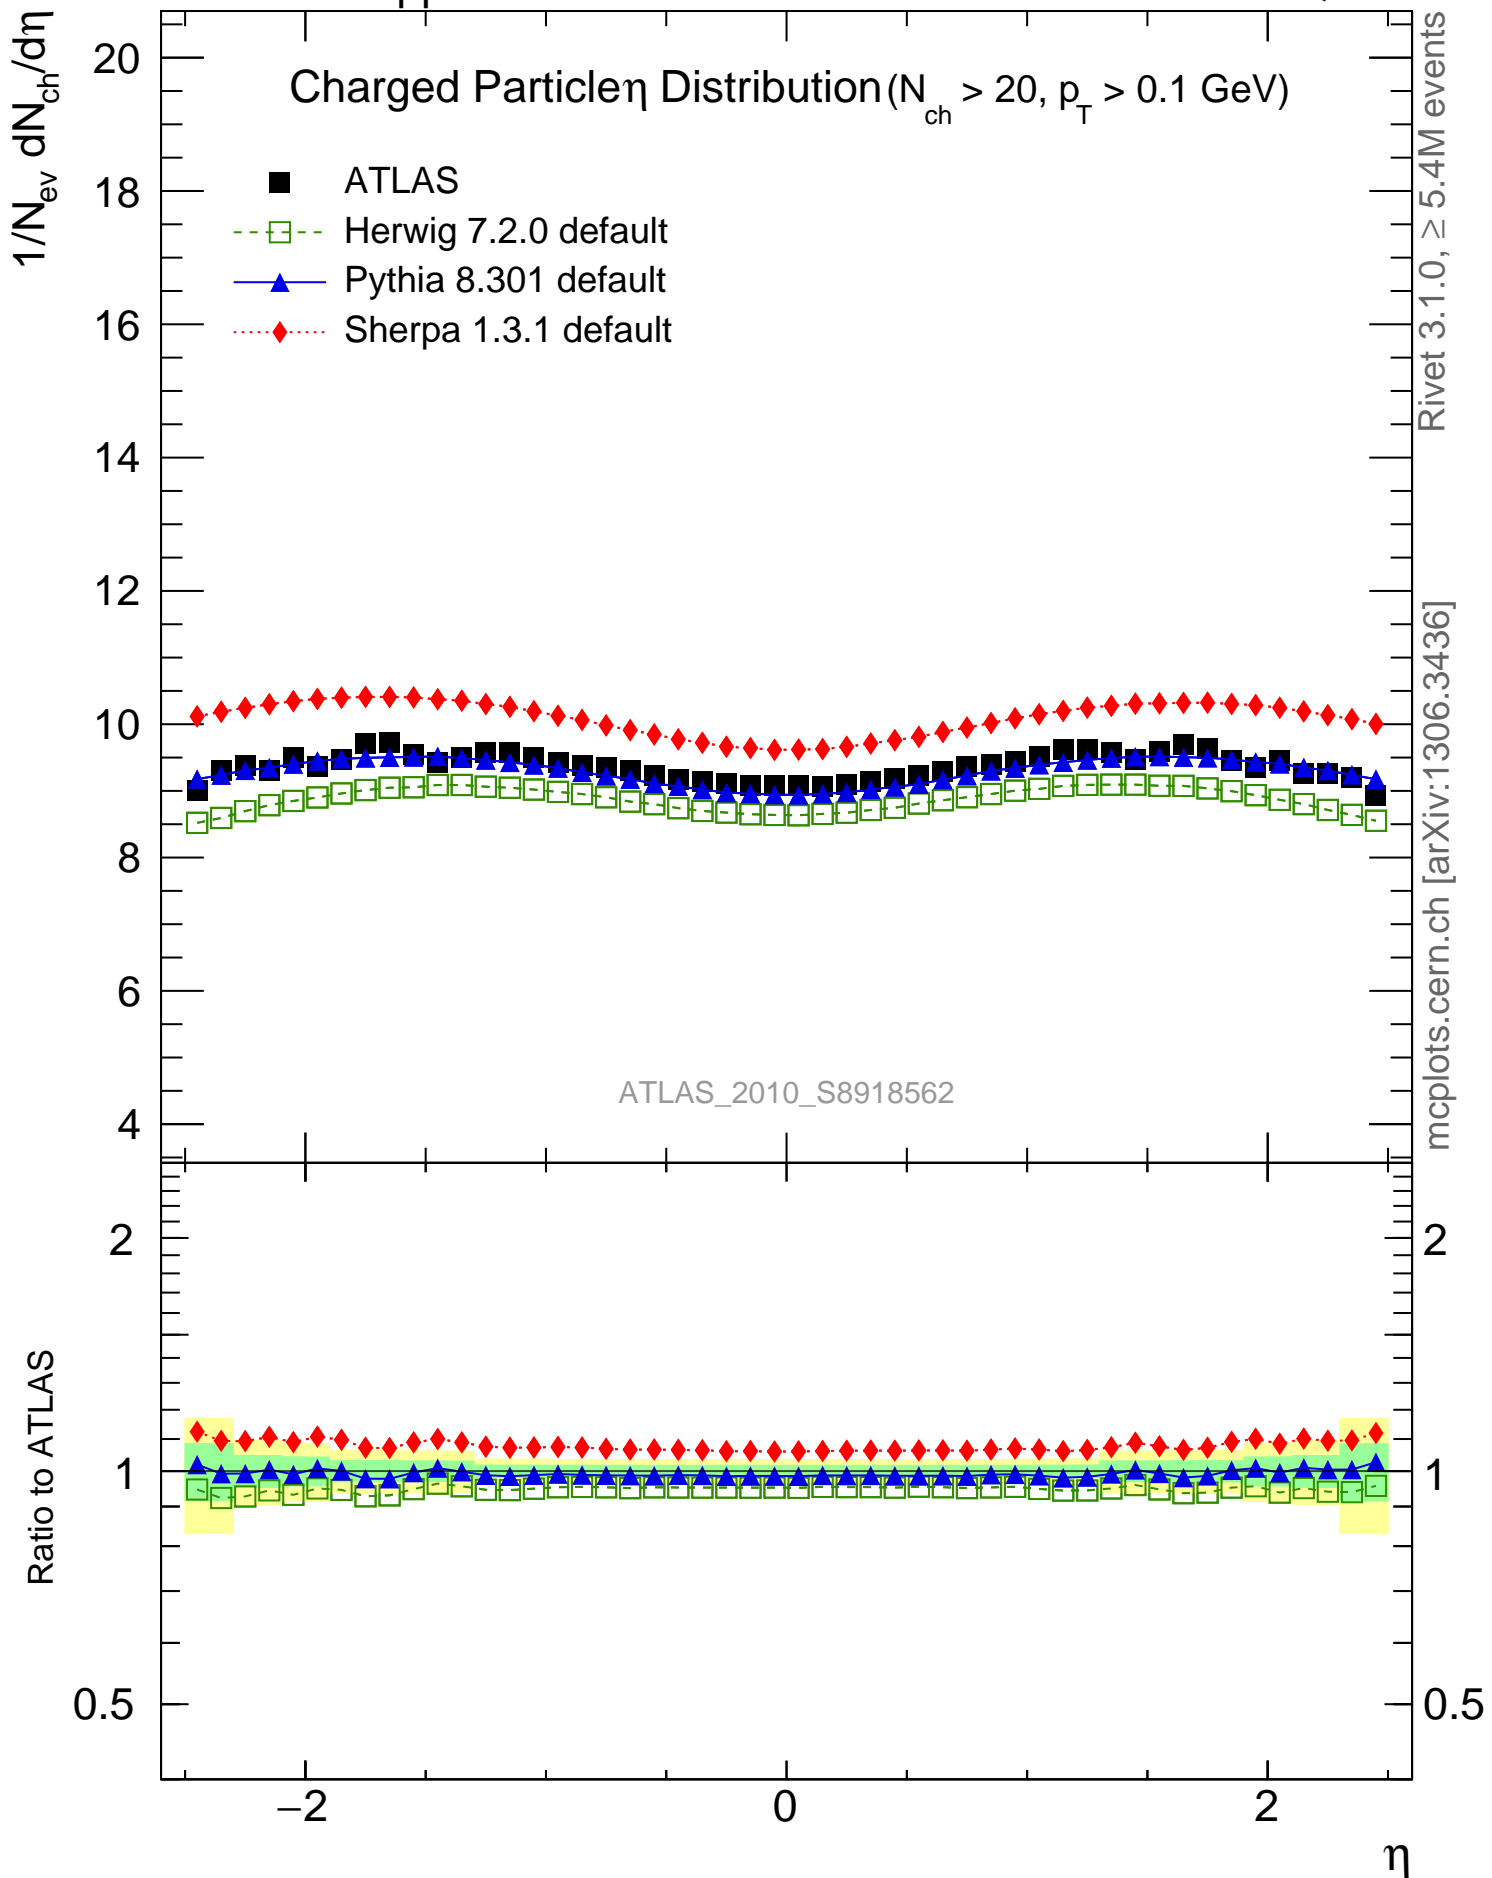 pp
Charged Particleη Distribution (N_ch > 20, p_T > 0.1 GeV)
ATLAS
Herwig 7.2.0 default
Pythia 8.301 default
Sherpa 1.3.1 default
1/N_ev dN_ch/dη
20
18
16
14
12
10
8
6
4
ATLAS_2010_S8918562
Rivet 3.1.0, ≥ 5.4M events
mcplots.cern.ch [arXiv:1306.3436]
Ratio to ATLAS
2
1
0.5
2
1
0.5
−2
0
2
η